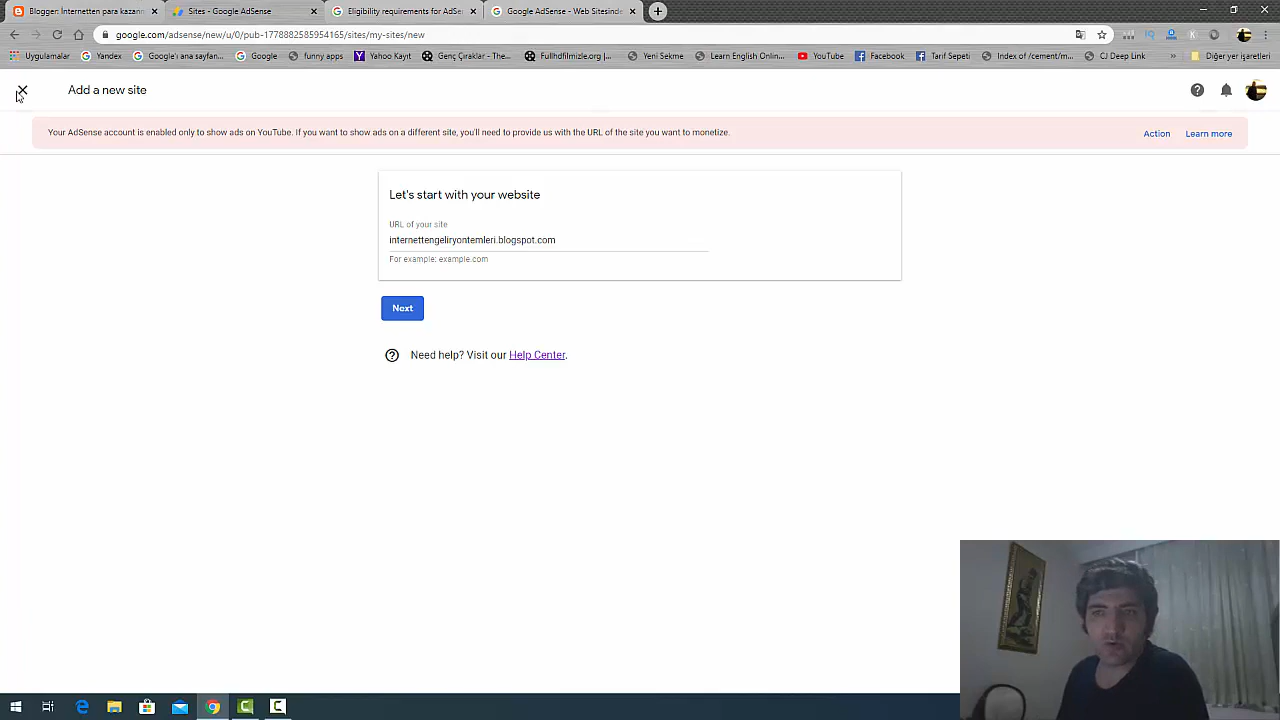 Blogger: İnternetten para kazanm
Sites - Google AdSense
Eligibility requirements for AdSe
Google AdSense - Web Sitesinde
google.com/adsense/new/u/0/pub-1778882585954165/sites/my-sites/new
Uygulamalar
Yandex
Google'ı ana sayfan...
Google
funny apps
Yahoo Kayıt
Genç Çırakk - The...
Fullhdfilmizle.org |...
Yeni Sekme
Learn English Onlin...
YouTube
Facebook
Tarif Sepeti
Index of /cement/m...
CJ Deep Link
»
Diğer yer işaretleri
Add a new site
Your AdSense account is enabled only to show ads on YouTube. If you want to show ads on a different site, you'll need to provide us with the URL of the site you want to monetize.
Action
Learn more
Let's start with your website
URL of your site
internettengeliryontemleri.blogspot.com
For example: example.com
Next
Need help? Visit our Help Center.